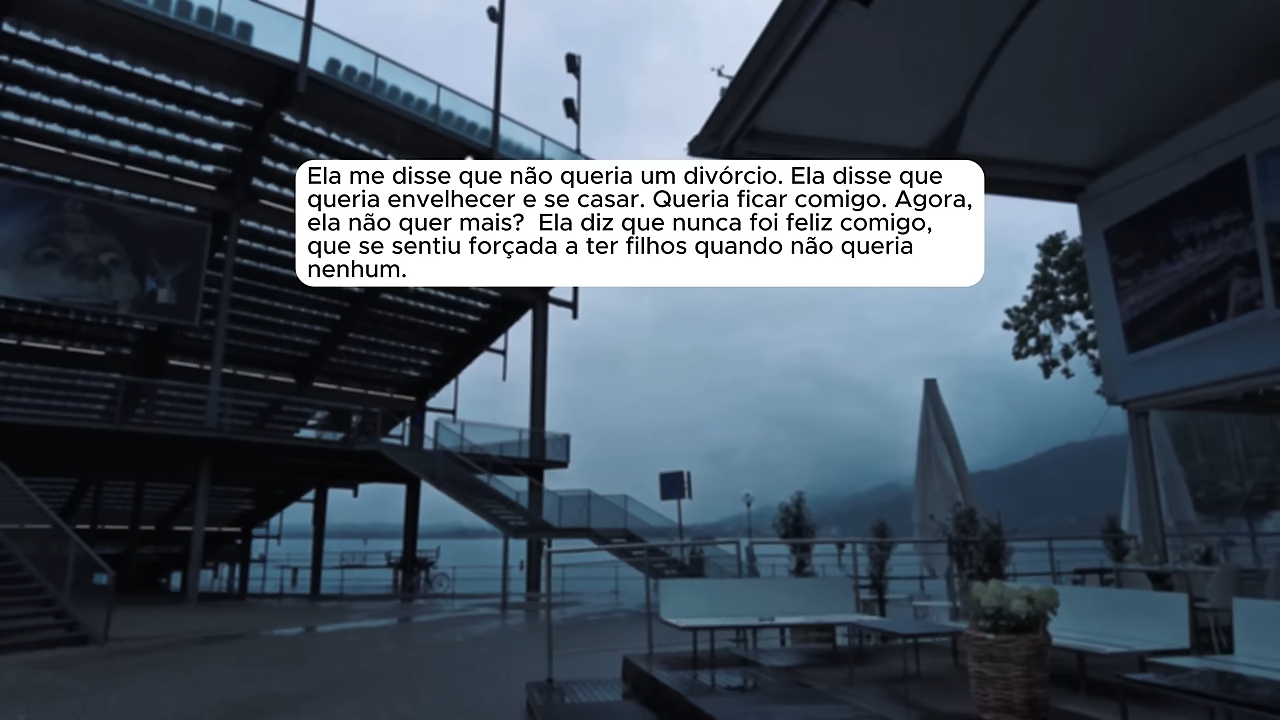 Ela me disse que não queria um divórcio. Ela disse que
queria envelhecer e se casar. Queria ficar comigo. Agora,
ela não quer mais?  Ela diz que nunca foi feliz comigo,
que se sentiu forçada a ter filhos quando não queria
nenhum.